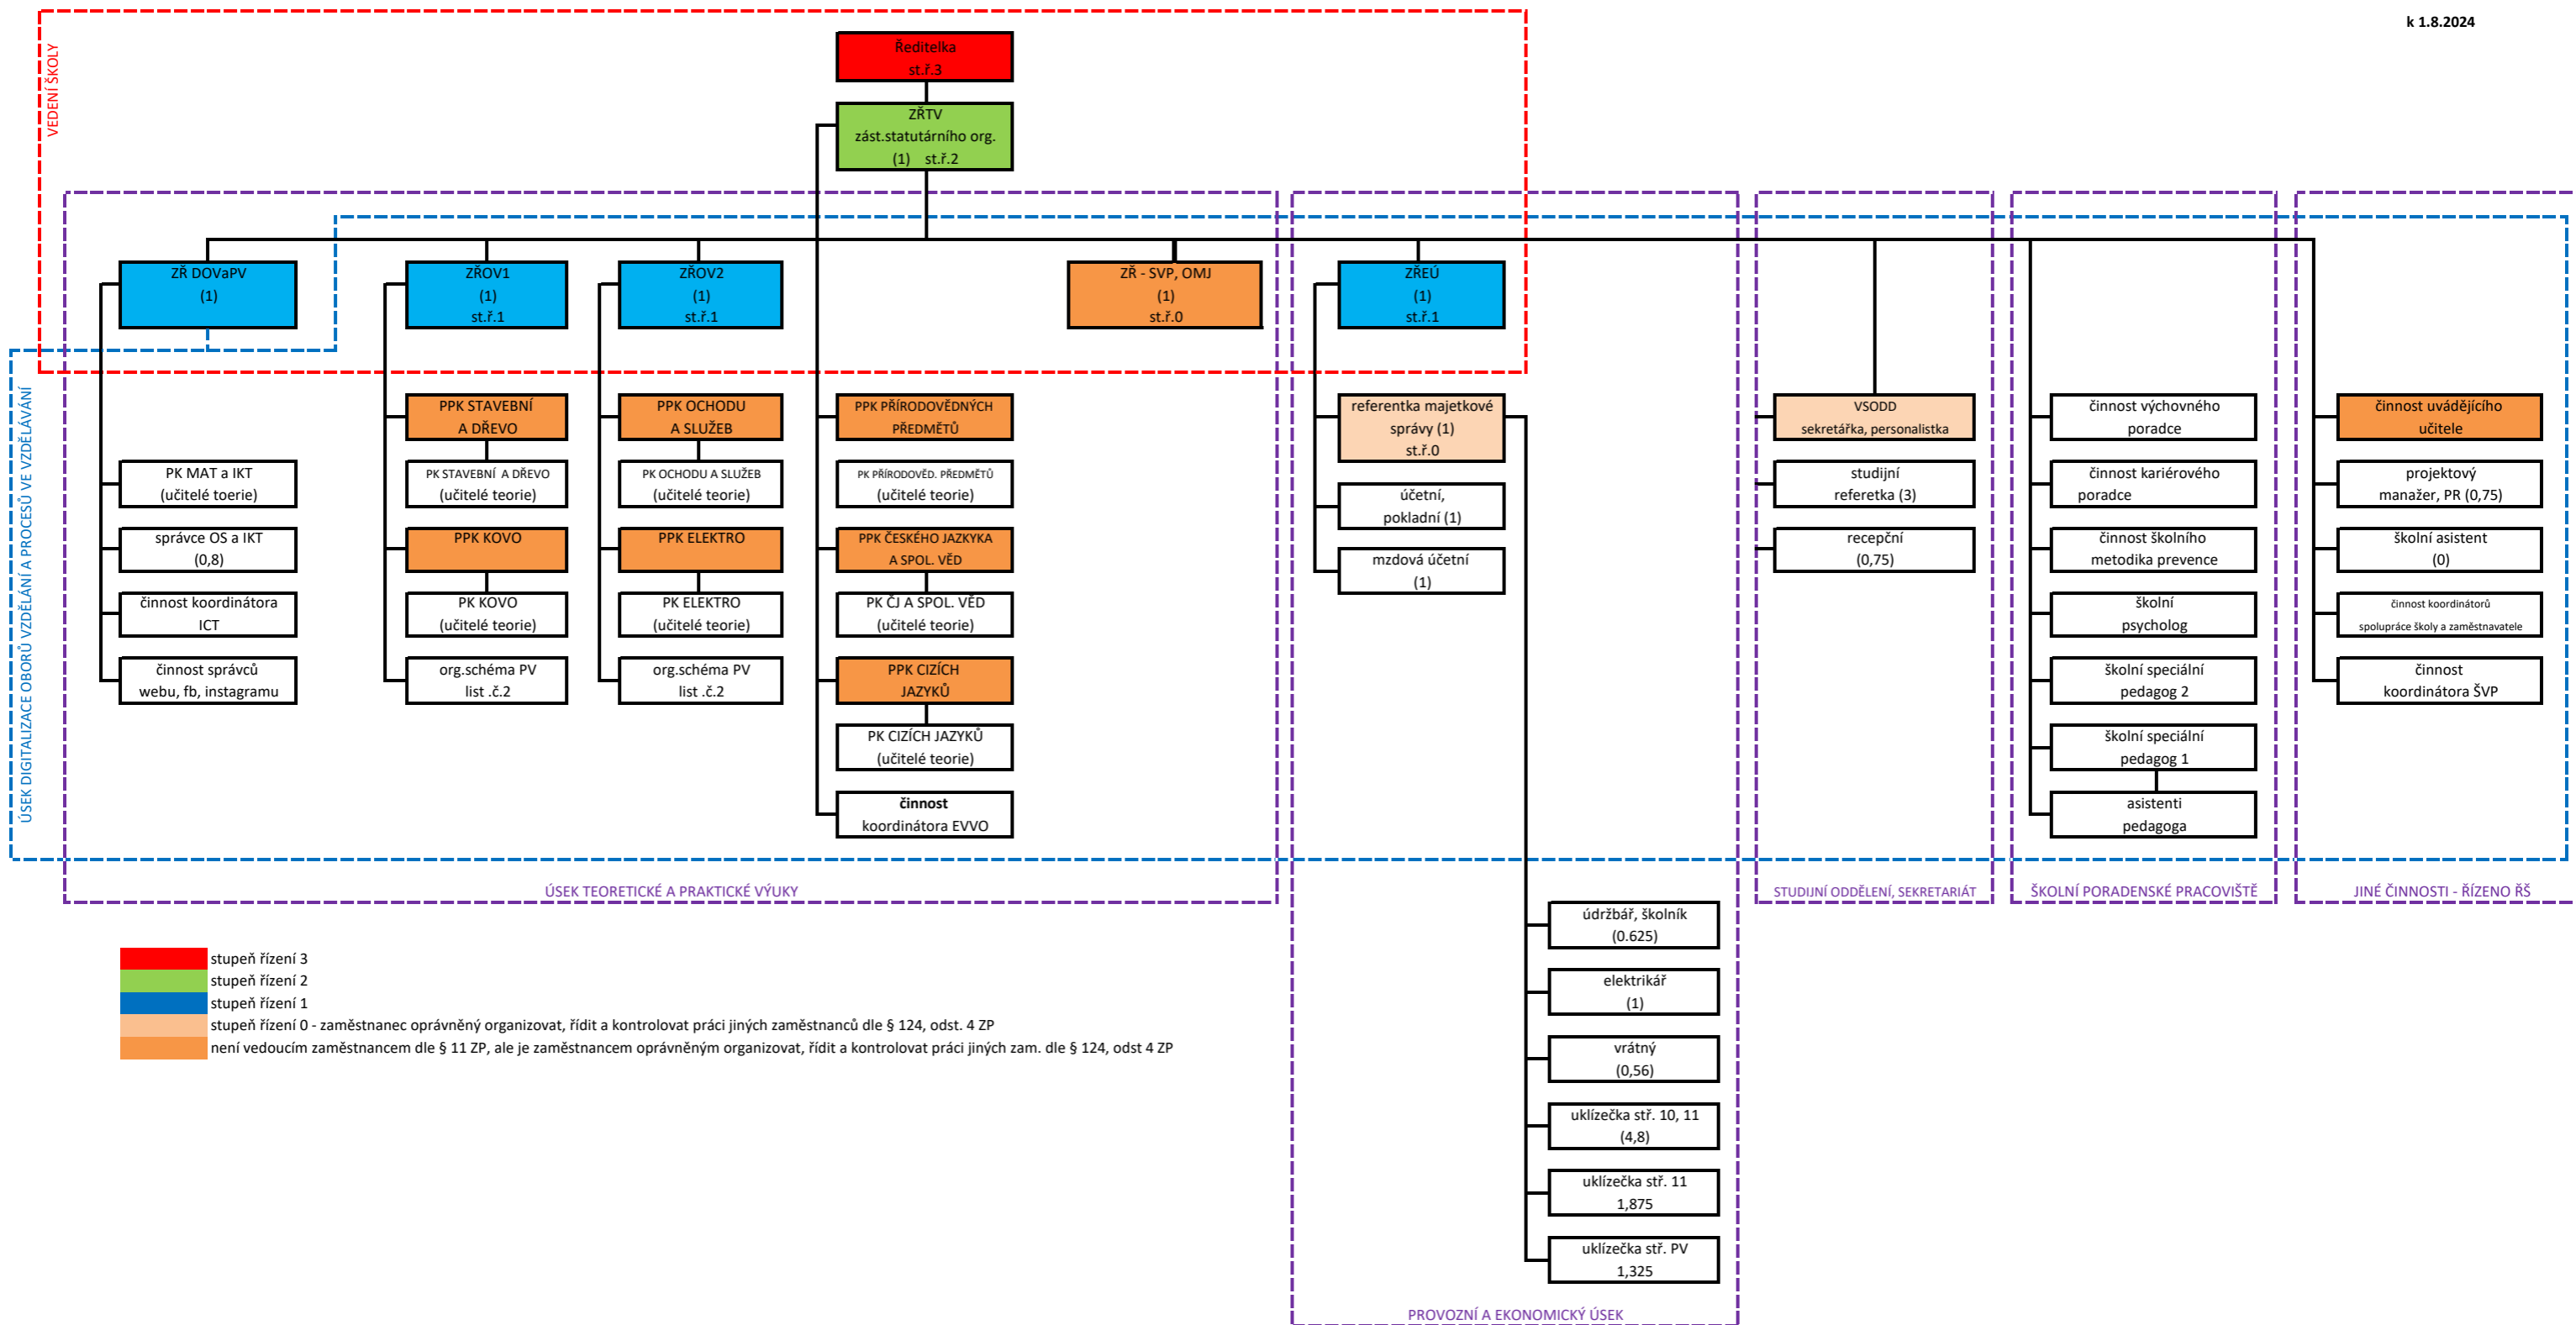 k 1.8.2024
VEDENÍ ŠKOLY
Ředitelka
st.ř.3
ZŘTV
zást.statutárního org.
(1) st.ř.2
ZŘ DOVaPV
(1)
ZŘOV1
(1)
st.ř.1
ZŘOV2
(1)
st.ř.1
ZŘ - SVP, OMJ
(1)
st.ř.0
ZŘEÚ
(1)
st.ř.1
ÚSEK DIGITALIZACE OBORŮ VZDĚLÁNÍ A PROCESŮ VE VZDĚLÁVÁNÍ
PK MAT a IKT
(učitelé toerie)
správce OS a IKT
(0,8)
činnost koordinátora
ICT
činnost správců
webu, fb, instagramu
PPK STAVEBNÍ
A DŘEVO
PK STAVEBNÍ A DŘEVO
(učitelé teorie)
PPK KOVO
PK KOVO
(učitelé teorie)
org.schéma PV
list .č.2
PPK OCHODU
A SLUŽEB
PK OCHODU A SLUŽEB
(učitelé teorie)
PPK ELEKTRO
PK ELEKTRO
(učitelé teorie)
org.schéma PV
list .č.2
PPK PŘÍRODOVĚDNÝCH
PŘEDMĚTŮ
PK PŘÍRODOVĚD. PŘEDMĚTŮ
(učitelé teorie)
PPK ČESKÉHO JAZKYKA
A SPOL. VĚD
PK ČJ A SPOL. VĚD
(učitelé teorie)
PPK CIZÍCH
JAZYKŮ
PK CIZÍCH JAZYKŮ
(učitelé teorie)
činnost
koordinátora EVVO
referentka majetkové
správy (1)
st.ř.0
účetní,
pokladní (1)
mzdová účetní
(1)
VSODD
sekretářka, personalistka
studijní
referetka (3)
recepční
(0,75)
činnost výchovného
poradce
činnost kariérového
poradce
činnost školního
metodika prevence
školní
psycholog
školní speciální
pedagog 2
školní speciální
pedagog 1
asistenti
pedagoga
činnost uvádějícího
učitele
projektový
manažer, PR (0,75)
školní asistent
(0)
činnost koordinátorů
spolupráce školy a zaměstnavatele
činnost
koordinátora ŠVP
ÚSEK TEORETICKÉ A PRAKTICKÉ VÝUKY
STUDIJNÍ ODDĚLENÍ, SEKRETARIÁT
ŠKOLNÍ PORADENSKÉ PRACOVIŠTĚ
JINÉ ČINNOSTI - ŘÍZENO ŘŠ
údržbář, školník
(0.625)
elektrikář
(1)
vrátný
(0,56)
uklízečka stř. 10, 11
(4,8)
uklízečka stř. 11
1,875
uklízečka stř. PV
1,325
PROVOZNÍ A EKONOMICKÝ ÚSEK
stupeň řízení 3
stupeň řízení 2
stupeň řízení 1
stupeň řízení 0 - zaměstnanec oprávněný organizovat, řídit a kontrolovat práci jiných zaměstnanců dle § 124, odst. 4 ZP
není vedoucím zaměstnancem dle § 11 ZP, ale je zaměstnancem oprávněným organizovat, řídit a kontrolovat práci jiných zam. dle § 124, odst 4 ZP